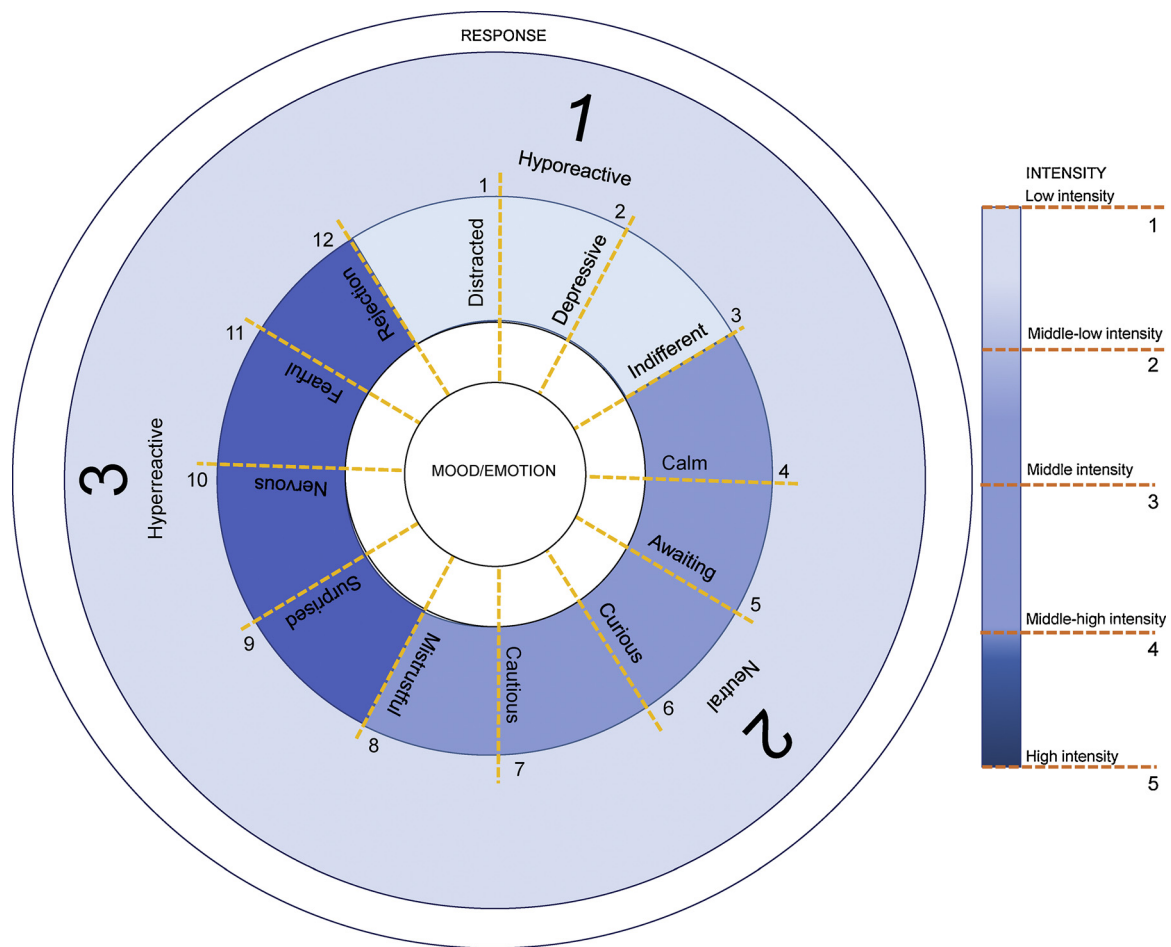 RESPONSE
1
Hyporeactive
1
Distracted
2
Depressive
3
Indifferent
4
Calm
5
Awaiting
6
Curious
7
Cautious
8
Mistrustful
9
Surprised
10
Nervous
11
Fearful
12
Rejection
2
Neutral
3
Hyperreactive
MOOD/EMOTION
INTENSITY
Low intensity
1
Middle-low intensity
2
Middle intensity
3
Middle-high intensity
4
High intensity
5